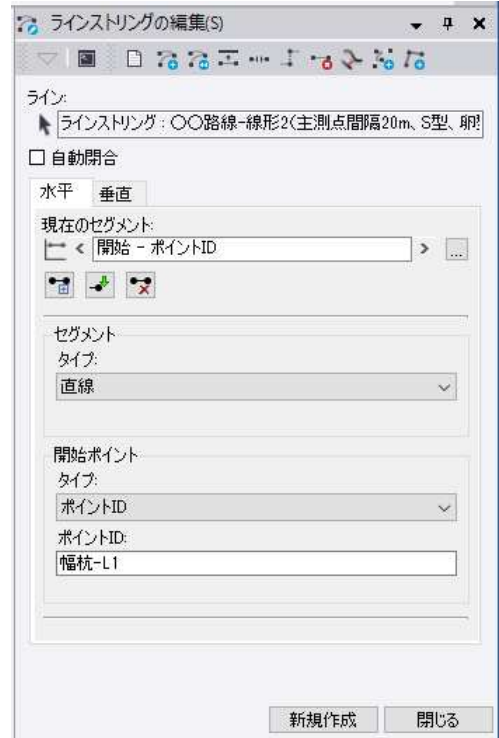 ラインストリングの編集(S)
ライン:
ラインストリング : 〇〇路線-線形2(主測点間隔20m、S型、卵
自動閉合
水平 垂直
現在のセグメント:
< 開始 - ポイントID > ...
セグメント
タイプ:
直線
開始ポイント
タイプ:
ポイントID
ポイントID:
幅杭-L1
新規作成 閉じる